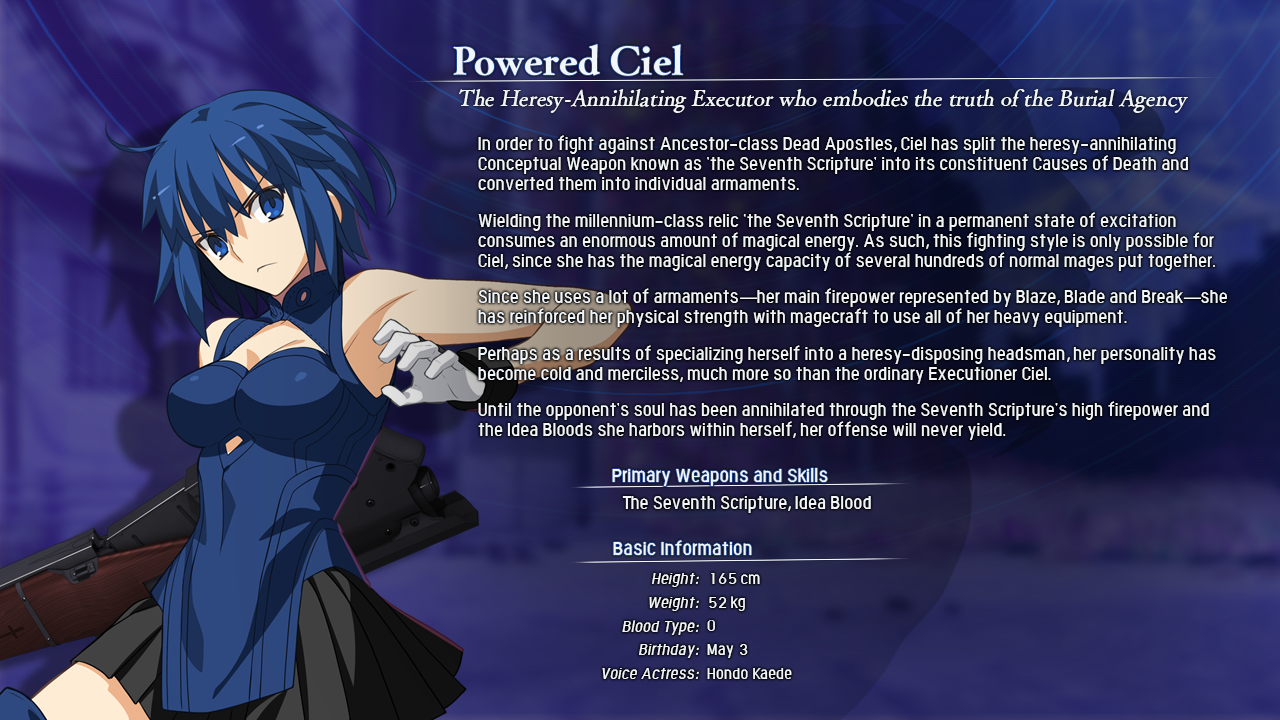 Powered Ciel
The Heresy-Annihilating Executor who embodies the truth of the Burial Agency
In order to fight against Ancestor-class Dead Apostles, Ciel has split the heresy-annihilating
Conceptual Weapon known as 'the Seventh Scripture' into its constituent Causes of Death and
converted them into individual armaments.
Wielding the millennium-class relic 'the Seventh Scripture' in a permanent state of excitation
consumes an enormous amount of magical energy. As such, this fighting style is only possible for
Ciel, since she has the magical energy capacity of several hundreds of normal mages put together.
Since she uses a lot of armaments—her main firepower represented by Blaze, Blade and Break—she
has reinforced her physical strength with magecraft to use all of her heavy equipment.
Perhaps as a results of specializing herself into a heresy-disposing headsman, her personality has
become cold and merciless, much more so than the ordinary Executioner Ciel.
Until the opponent's soul has been annihilated through the Seventh Scripture's high firepower and
the Idea Bloods she harbors within herself, her offense will never yield.
Primary Weapons and Skills
The Seventh Scripture, Idea Blood
Basic Information
Height: 165 cm
Weight: 52 kg
Blood Type: O
Birthday: May 3
Voice Actress: Hondo Kaede